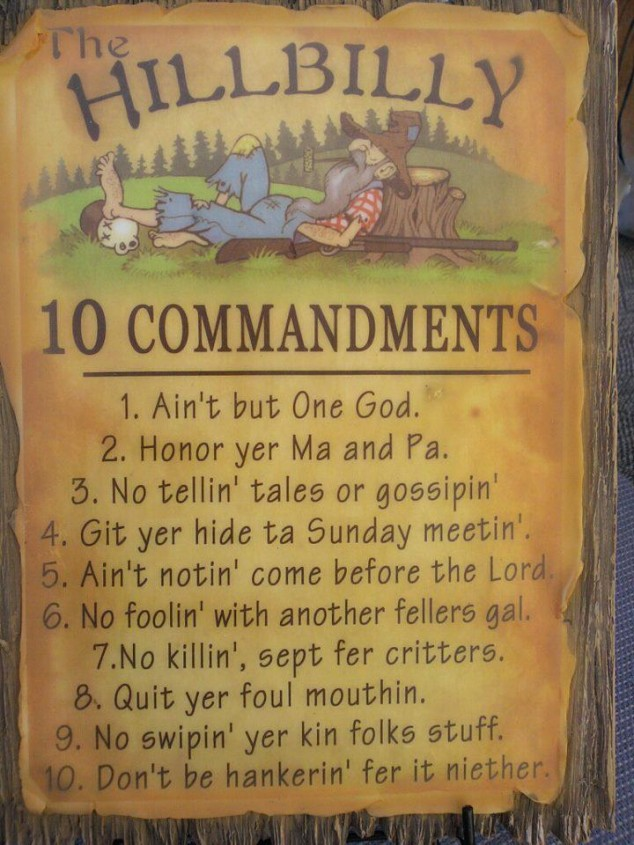 The
HILLBILLY
10 COMMANDMENTS
1. Ain't but One God.
2. Honor yer Ma and Pa.
3. No tellin' tales or gossipin'
4. Git yer hide ta Sunday meetin'.
5. Ain't notin' come before the Lord.
6. No foolin' with another fellers gal.
7.No killin', sept fer critters.
8. Quit yer foul mouthin.
9. No swipin' yer kin folks stuff.
10. Don't be hankerin' fer it niether.